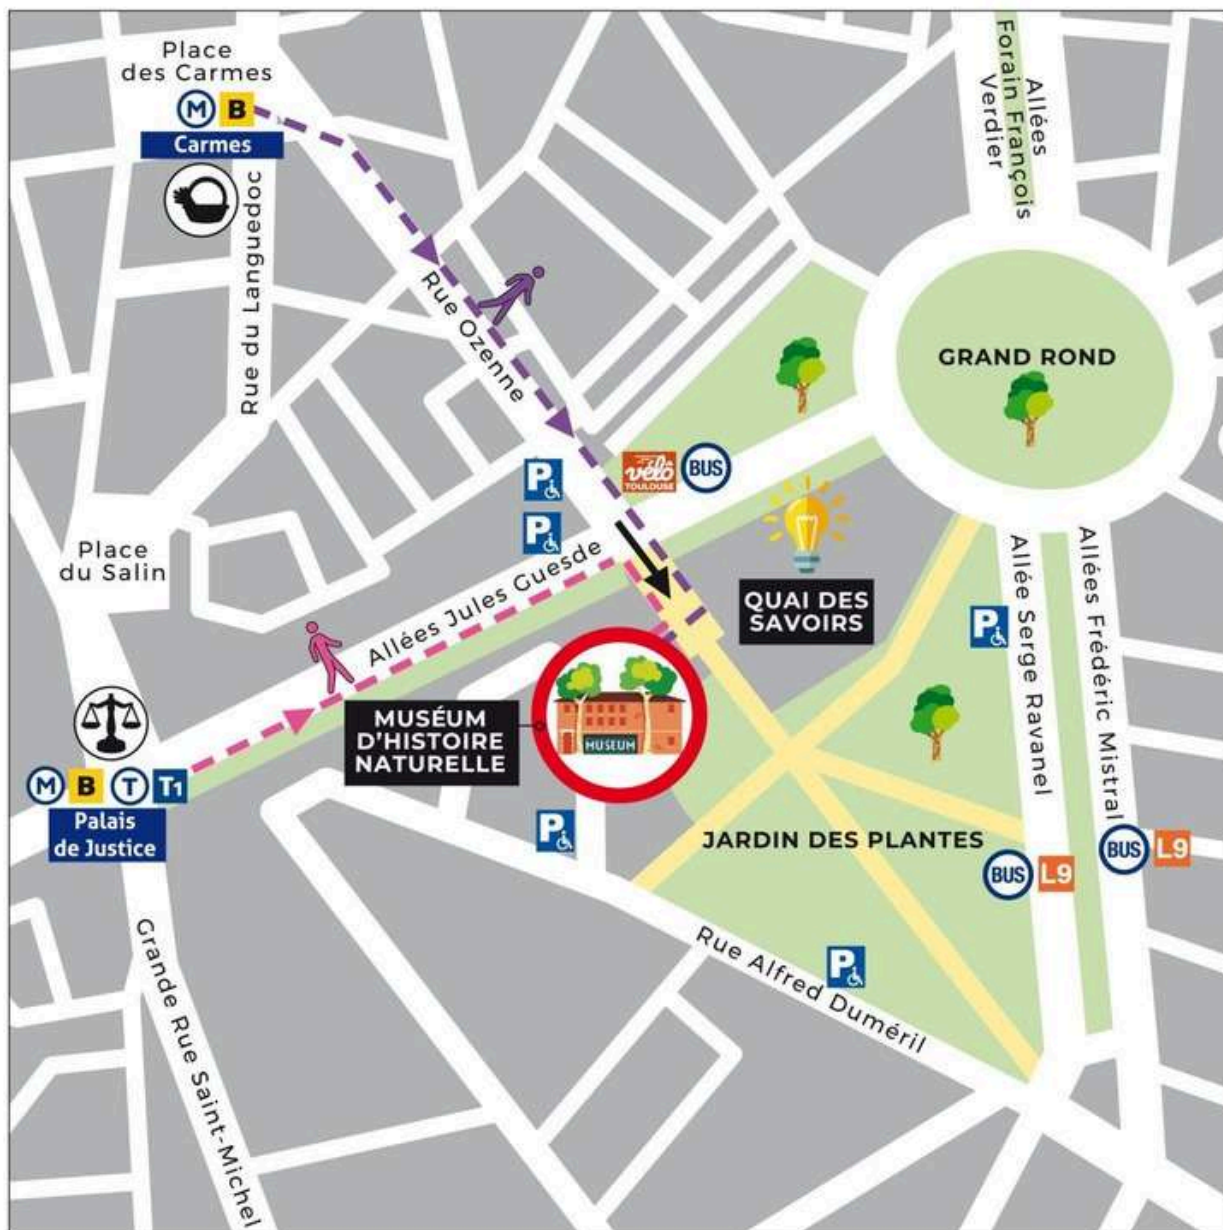 Place
des Carmes
M B
Carmes
Rue du Languedoc
Rue Ozenne
Allées
Forain François
Verdier
GRAND ROND
P
vélô
TOULOUSE
BUS
P
Place
du Salin
Allées Jules Guesde
QUAI DES
SAVOIRS
P
Allée Serge Ravanel
Allées Frédéric Mistral
MUSÉUM
D'HISTOIRE
NATURELLE
MUSEUM
M B T T1
Palais
de Justice
P
JARDIN DES PLANTES
BUS L9
BUS L9
Grande Rue Saint-Michel
Rue Alfred Duméril
P